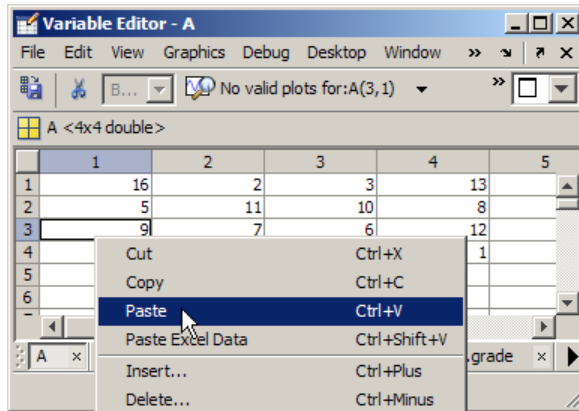 Variable Editor - A
File Edit View Graphics Debug Desktop Window »
B... No valid plots for:A(3,1) »
A <4x4 double>
1 2 3 4 5
1 16 2 3 13
2 5 11 10 8
3 9 7 6 12
4 1
5
6
Cut Ctrl+X
Copy Ctrl+C
Paste Ctrl+V
Paste Excel Data Ctrl+Shift+V
A × .grade ×
Insert... Ctrl+Plus
Delete... Ctrl+Minus